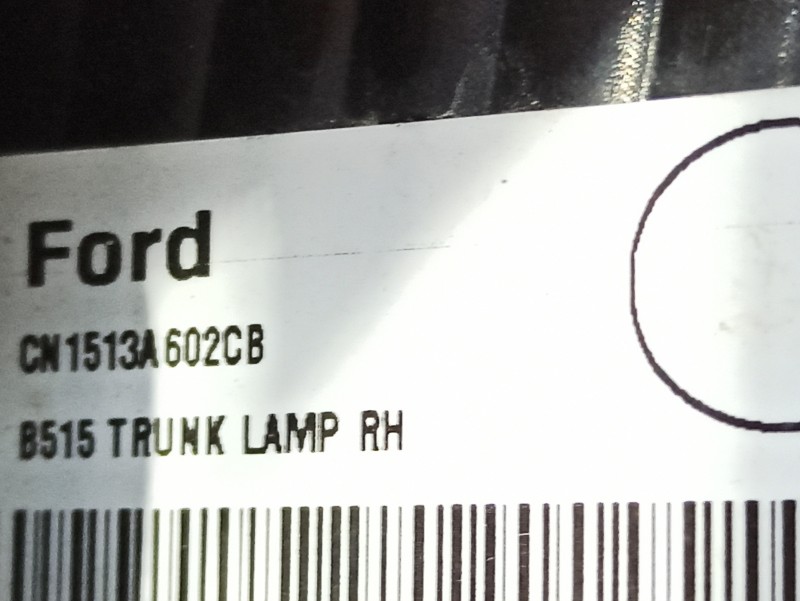 Ford
CN1513A602CB
B515 TRUNK LAMP RH